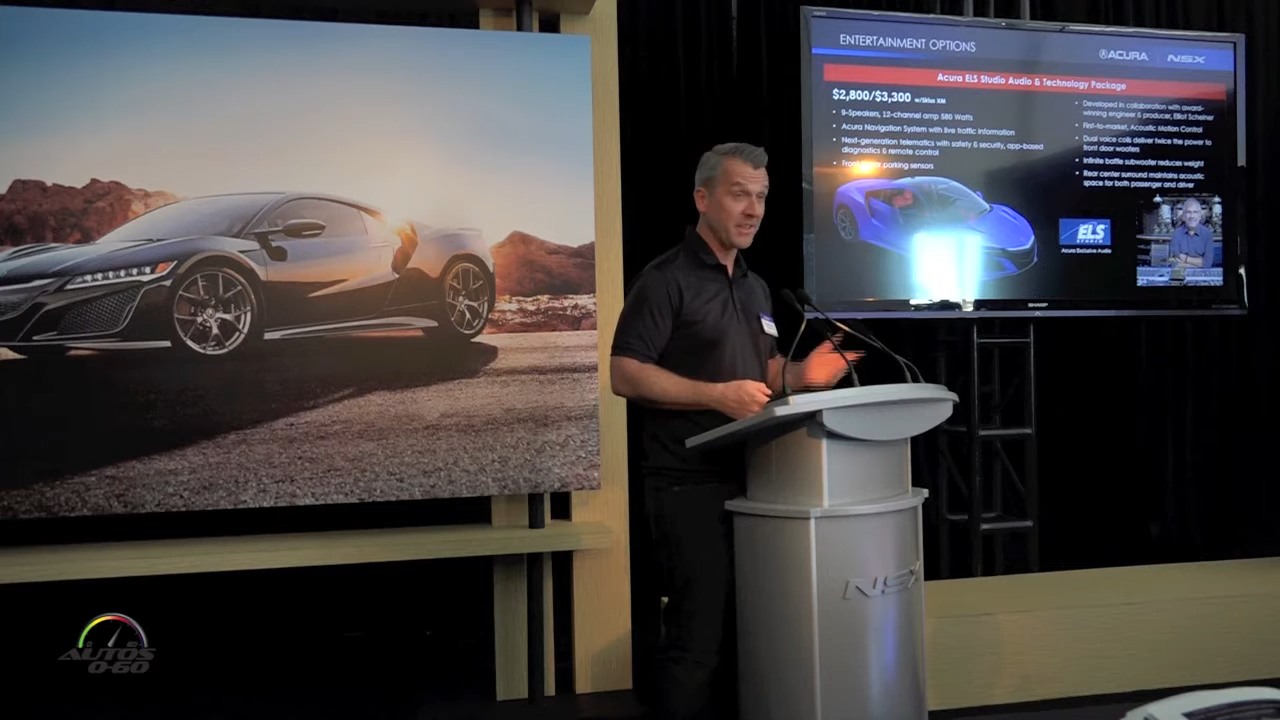 ENTERTAINMENT OPTIONS
ACURA NSX
Acura ELS Studio Audio & Technology Package
$2,800/$3,300 w/Sirius XM
• 9-Speakers, 12-channel amp 580 Watts
• Acura Navigation System with live traffic information
• Next-generation telematics with safety & security, app-based
diagnostics & remote control
• Front & rear parking sensors
• Developed in collaboration with award-
winning engineer & producer, Elliot Scheiner
• First-to-market, Acoustic Motion Control
• Dual voice coils deliver twice the power to
front door woofers
• Infinite baffle subwoofer reduces weight
• Rear center surround maintains acoustic
space for both passenger and driver
ELS
STUDIO
Acura Exclusive Audio
SHARP
NSX
AUTOS
0-60